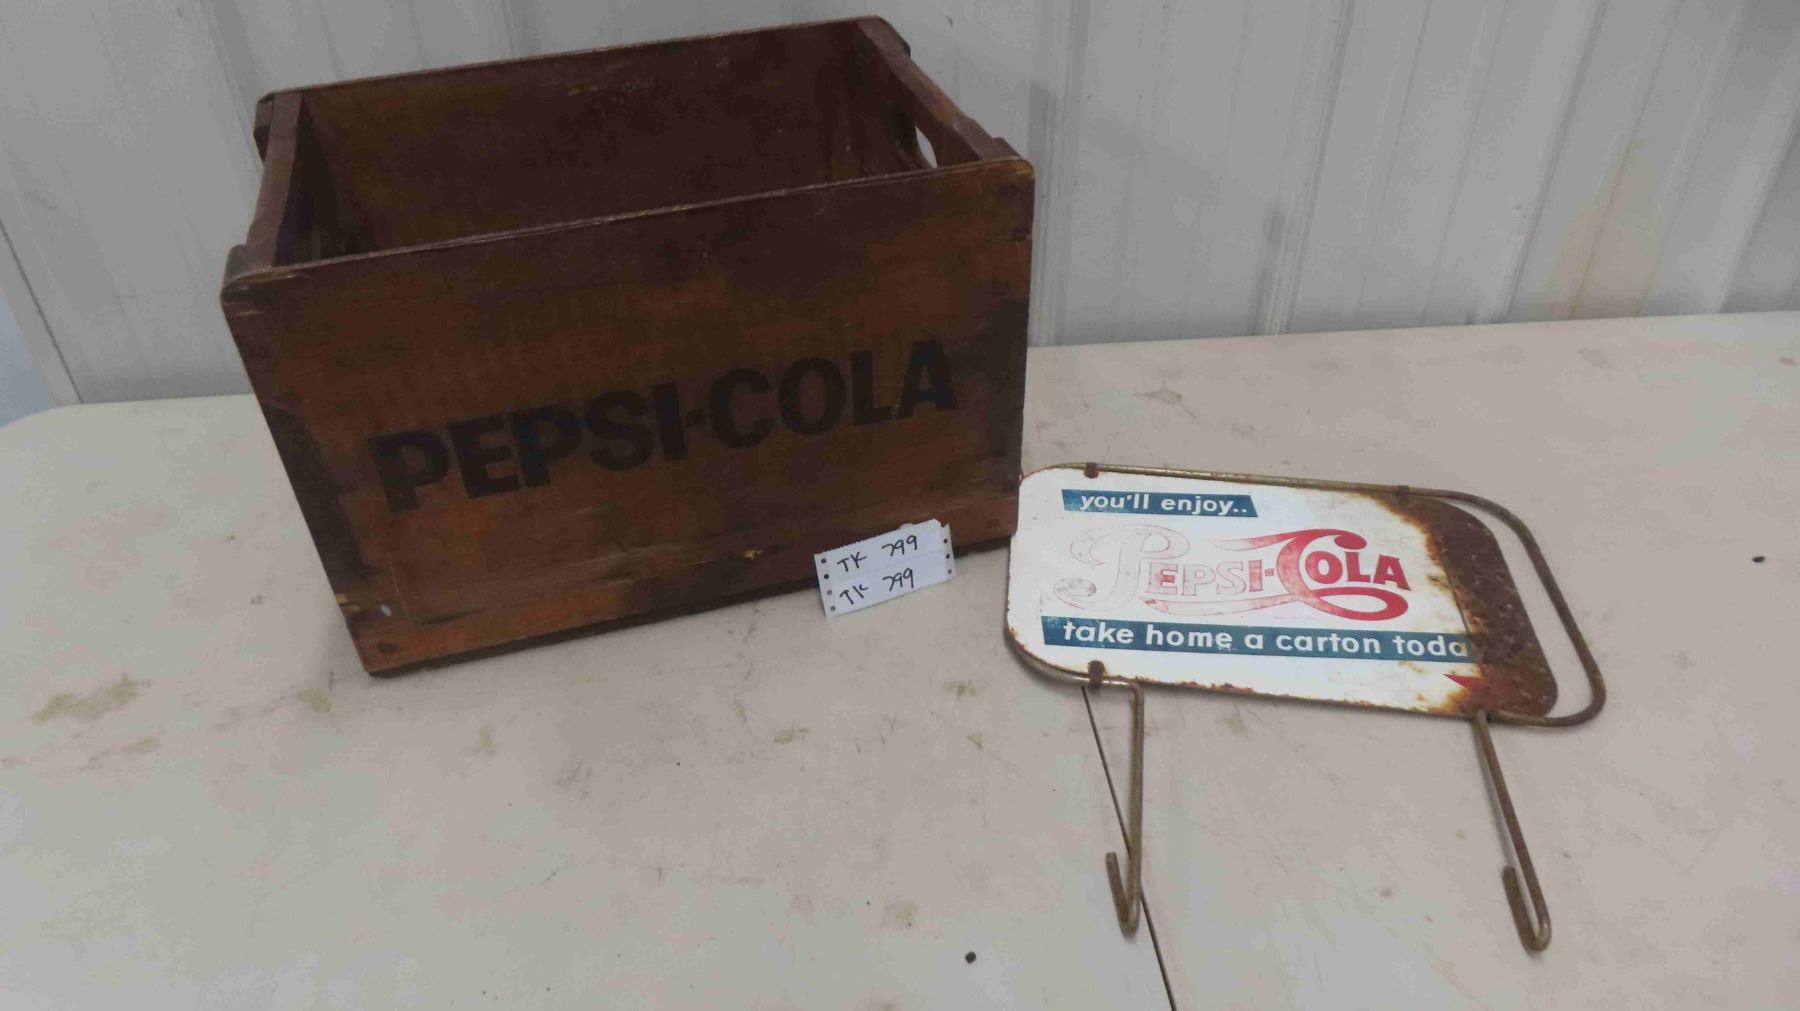 PEPSI-COLA
TK 799
TK 799
you'll enjoy..
PEPSI-COLA
take home a carton toda